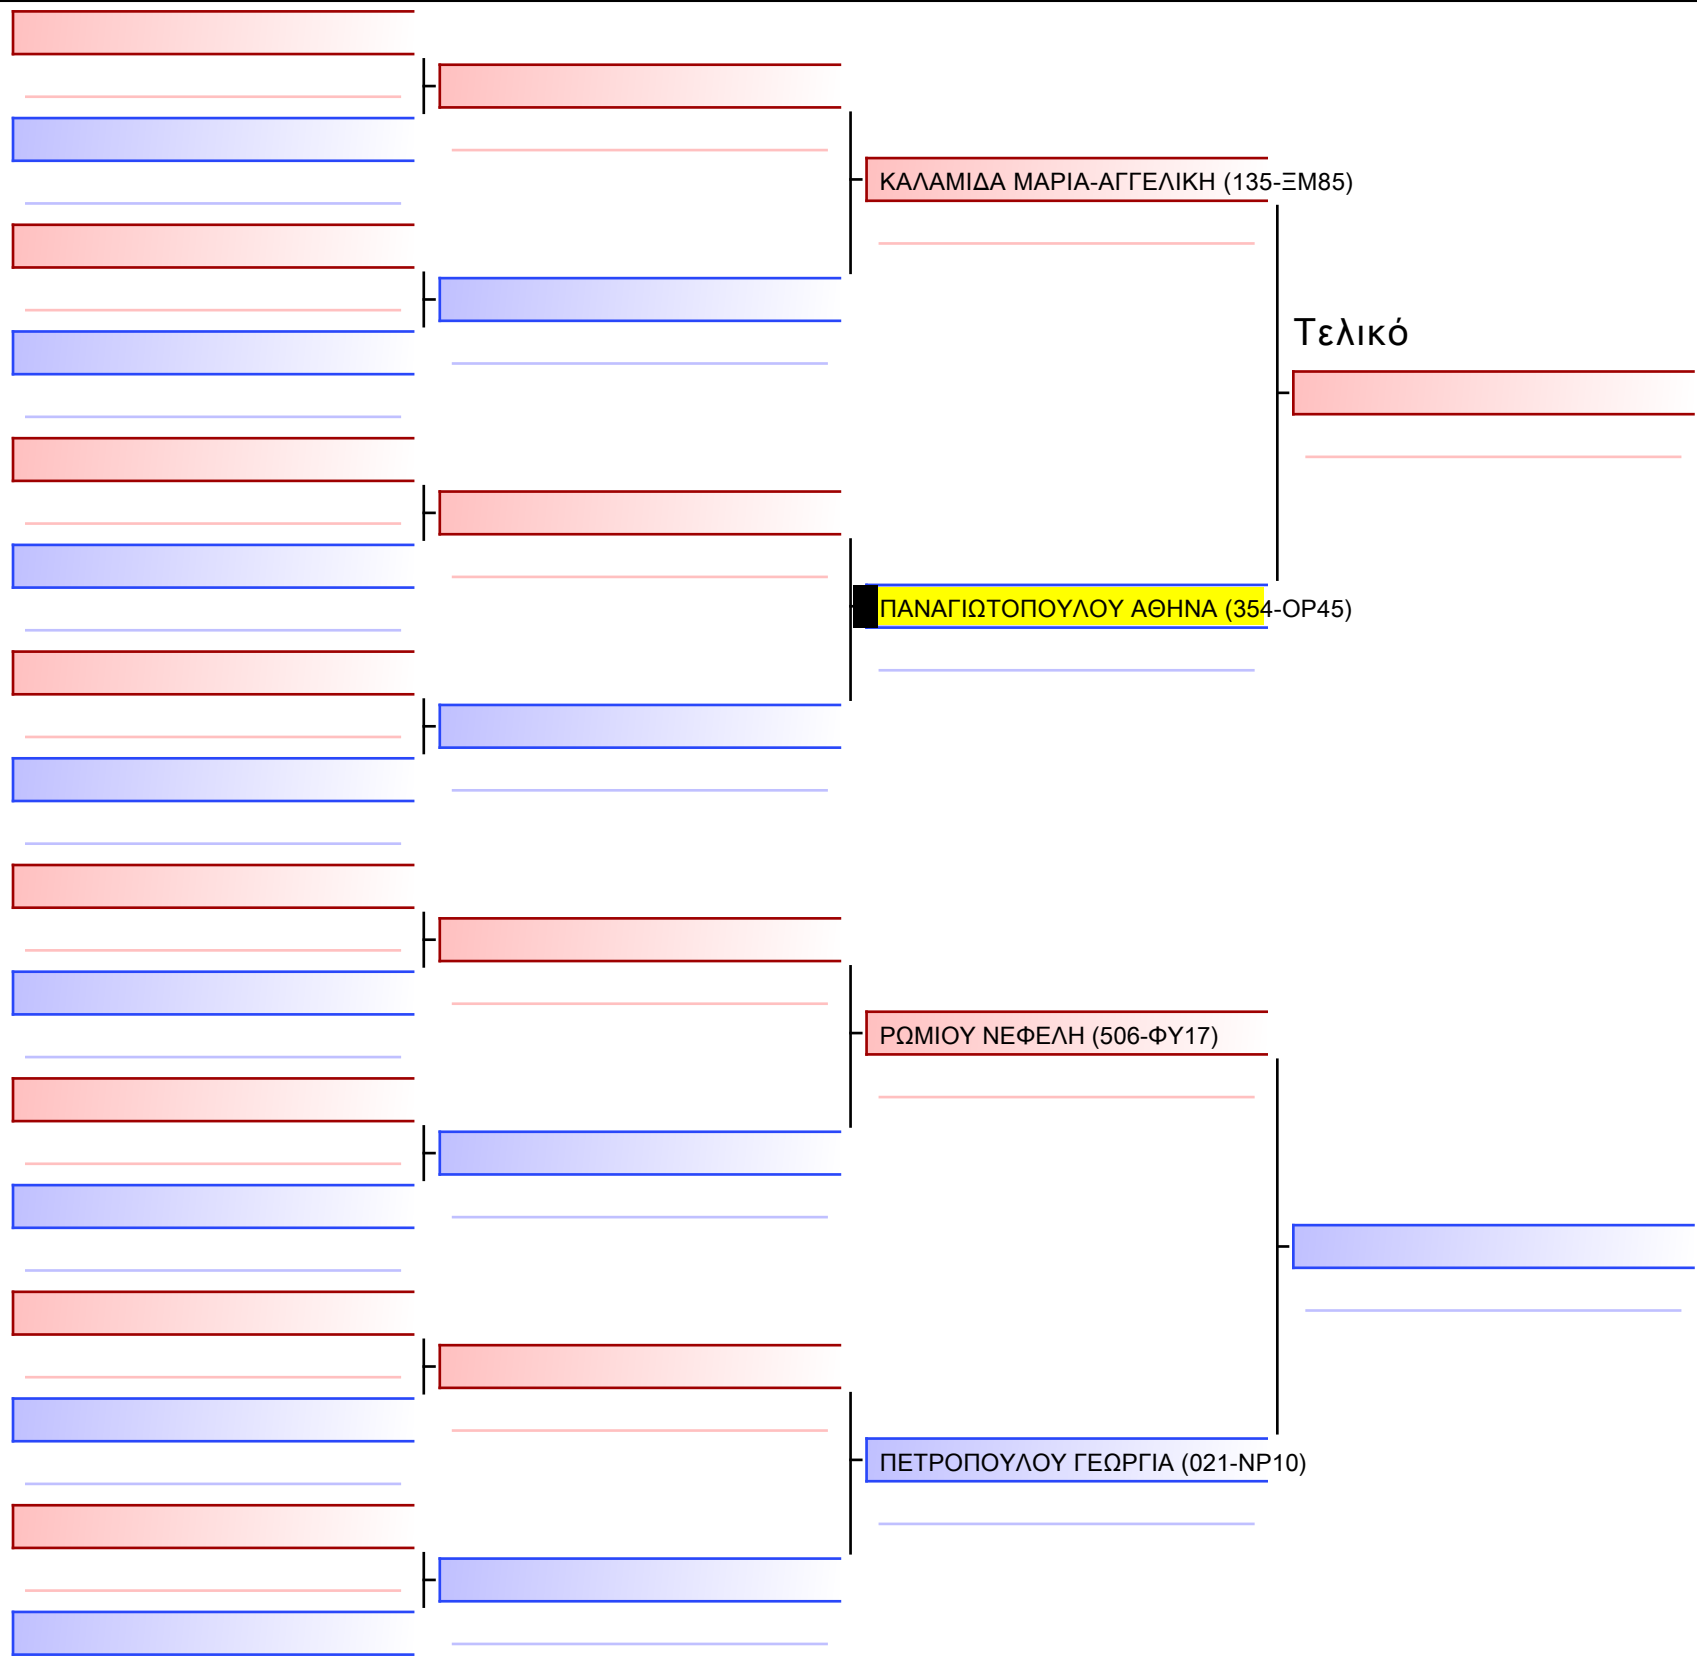 ΚΑΛΑΜΙΔΑ ΜΑΡΙΑ-ΑΓΓΕΛΙΚΗ (135-ΞΜ85)
Τελικό
ΠΑΝΑΓΙΩΤΟΠΟΥΛΟΥ ΑΘΗΝΑ (354-ΟΡ45)
ΡΩΜΙΟΥ ΝΕΦΕΛΗ (506-ΦΥ17)
ΠΕΤΡΟΠΟΥΛΟΥ ΓΕΩΡΓΙΑ (021-ΝΡ10)